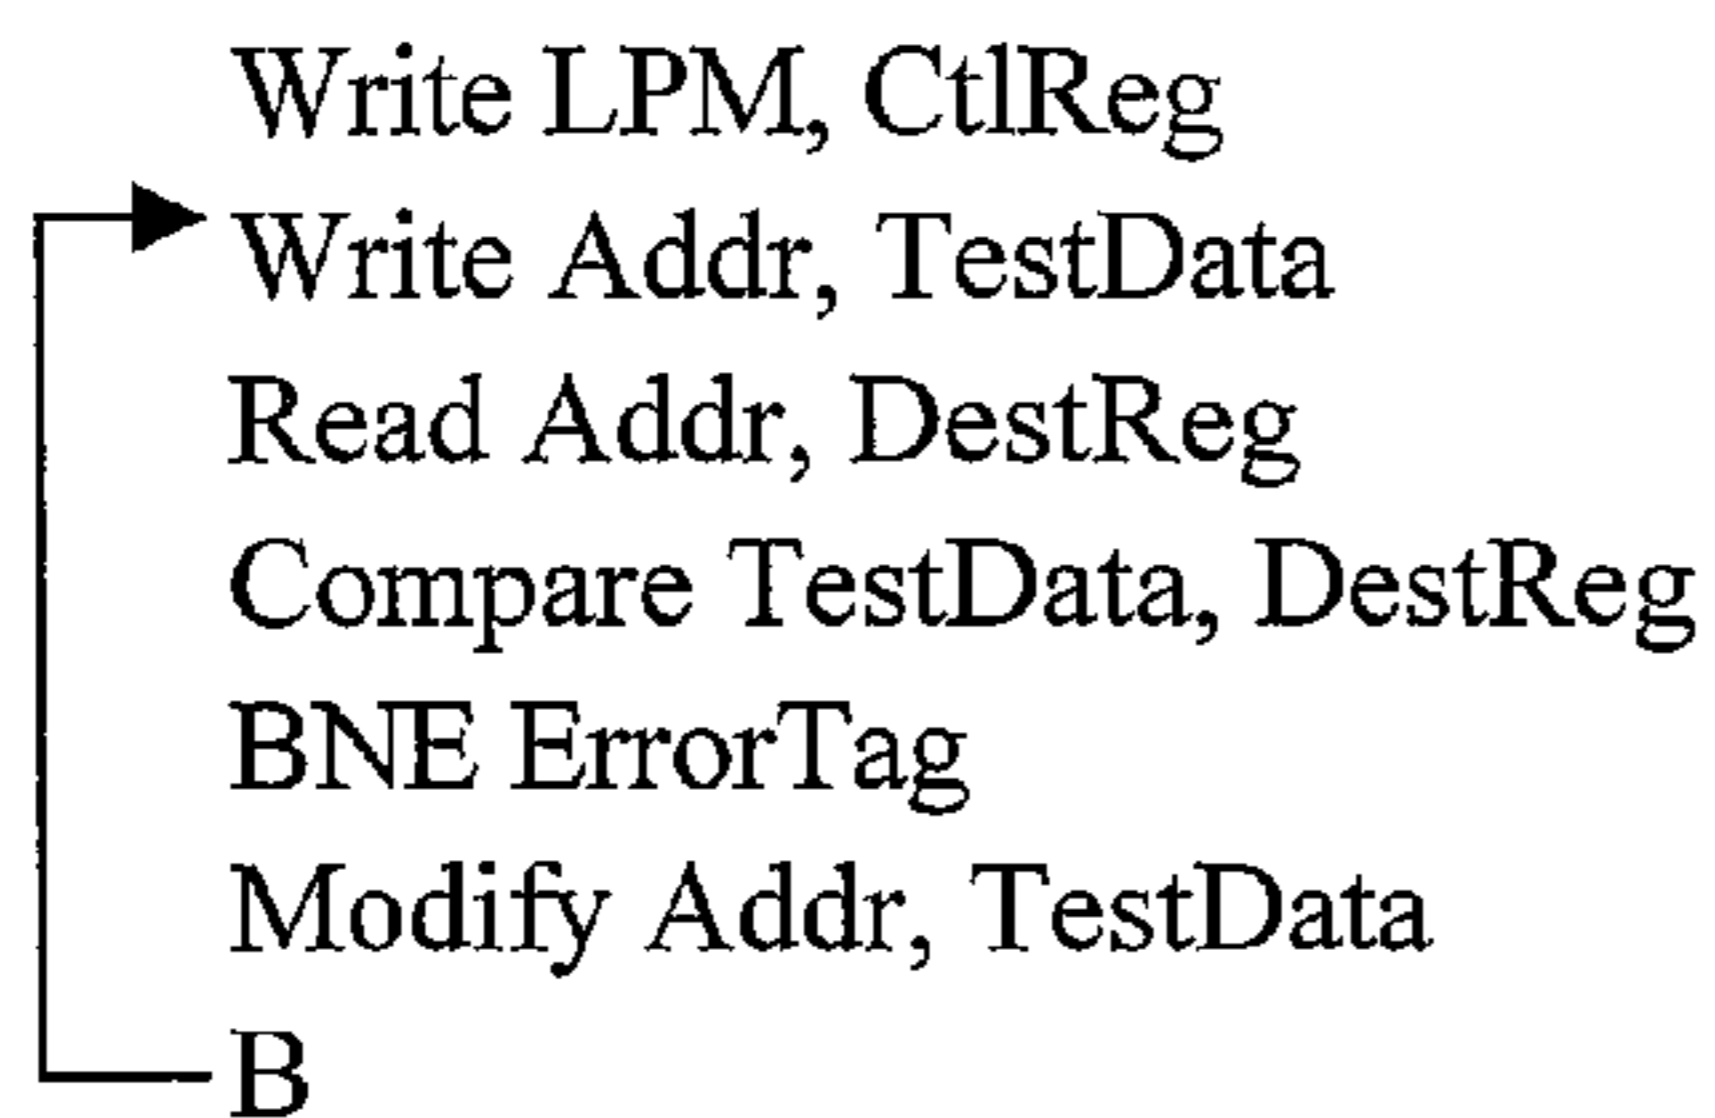 Write LPM, CtlReg
Write Addr, TestData
Read Addr, DestReg
Compare TestData, DestReg
BNE ErrorTag
Modify Addr, TestData
B